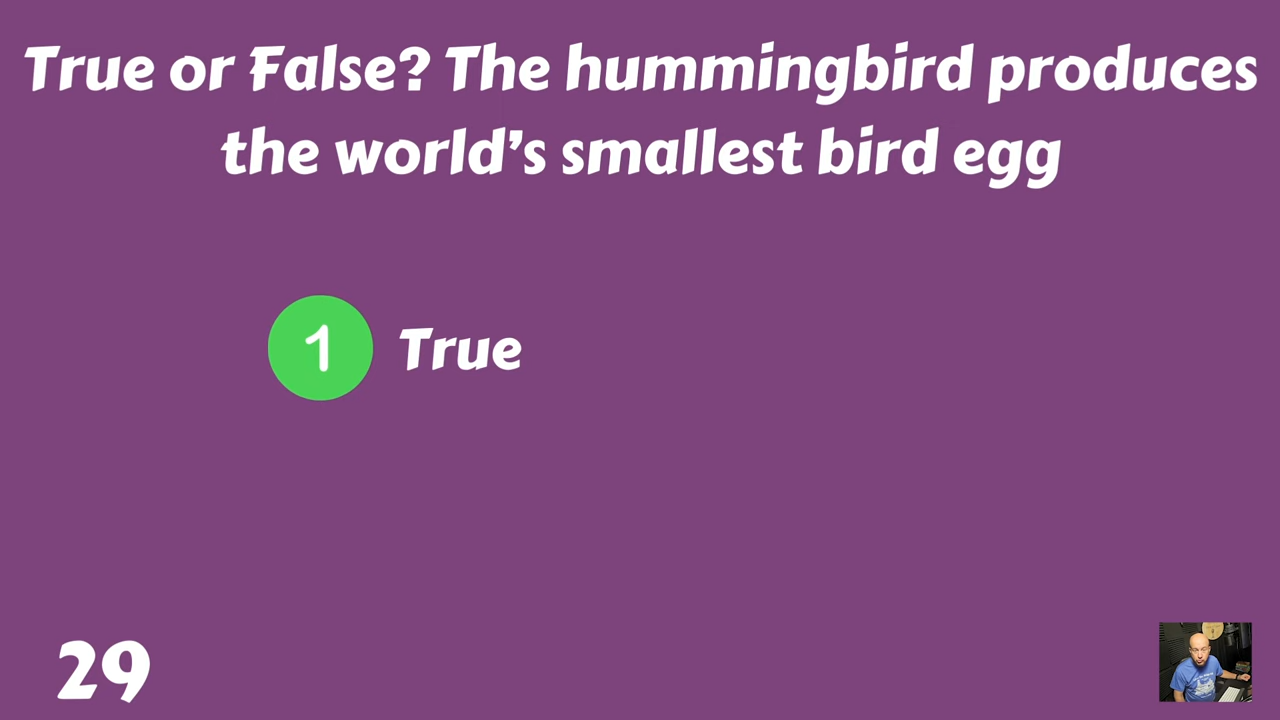 True or False? The hummingbird produces
the world’s smallest bird egg
1 True
29